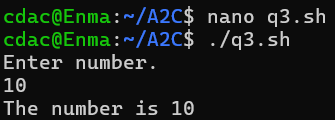 cdac@Enma:~/A2C$ nano q3.sh
cdac@Enma:~/A2C$ ./q3.sh
Enter number.
10
The number is 10